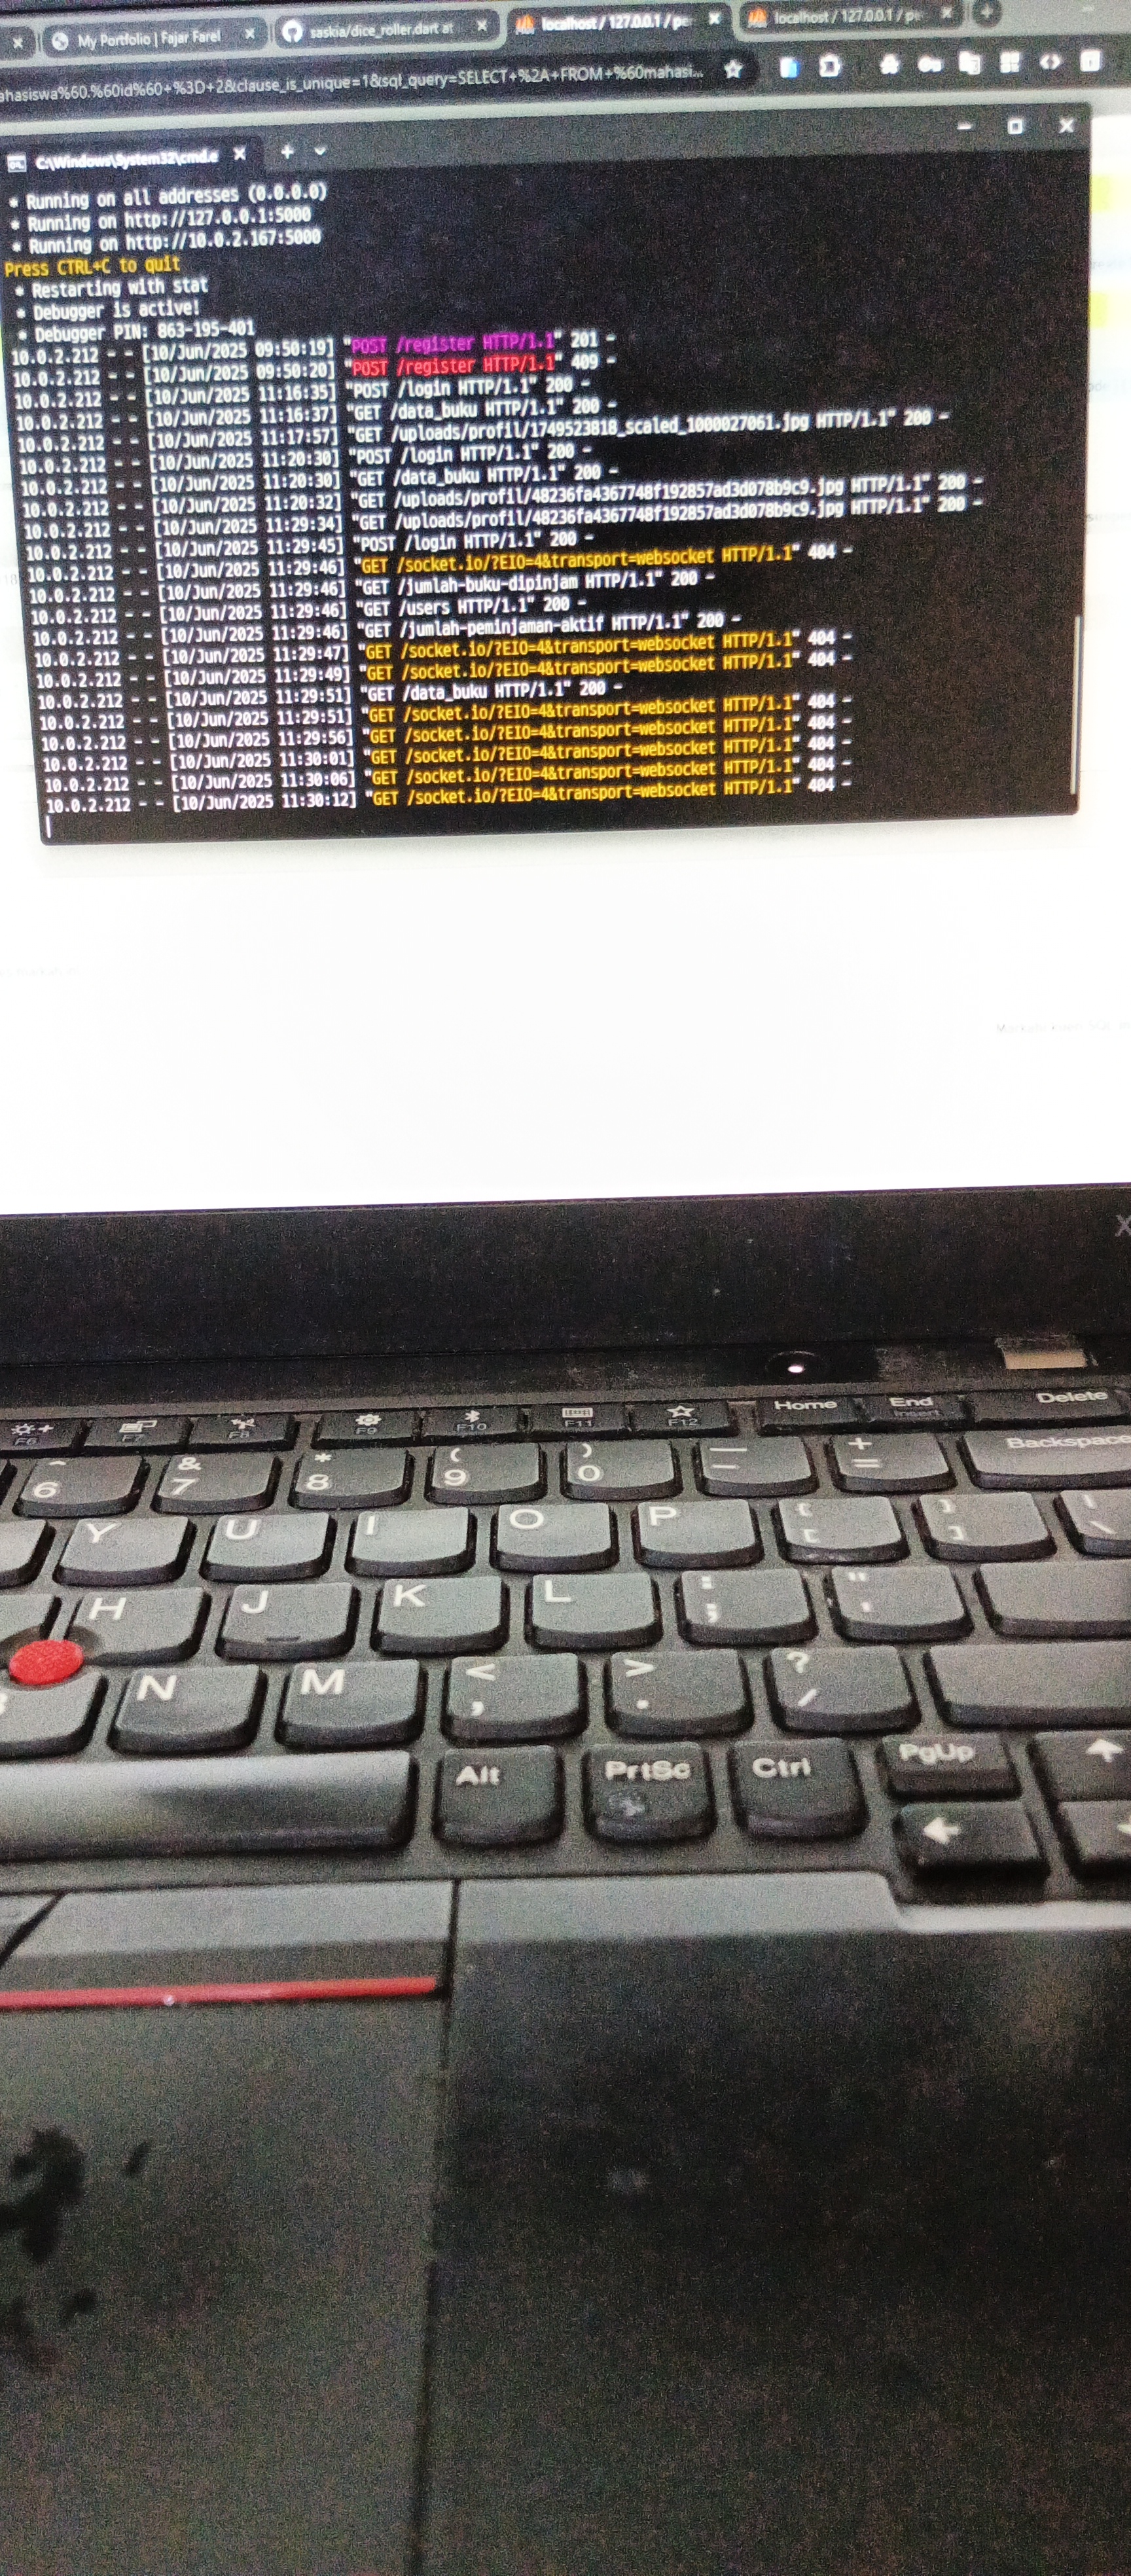 My Portfolio | Fajar Farel
saskia/dice_roller.dart at
localhost / 127.0.0.1 / pe
localhost / 127.0.0.1 / pe
ahasiswa%60.%60id%60+%3D+2&clause_is_unique=1&sql_query=SELECT+%2A+FROM+%60mahasi...
C:\Windows\System32\cmd.e
* Running on all addresses (0.0.0.0)
* Running on http://127.0.0.1:5000
* Running on http://10.0.2.167:5000
Press CTRL+C to quit
* Restarting with stat
* Debugger is active!
* Debugger PIN: 863-195-401
10.0.2.212 - - [10/Jun/2025 09:50:19] "POST /register HTTP/1.1" 201 -
10.0.2.212 - - [10/Jun/2025 09:50:20] "POST /register HTTP/1.1" 409 -
10.0.2.212 - - [10/Jun/2025 11:16:35] "POST /login HTTP/1.1" 200 -
10.0.2.212 - - [10/Jun/2025 11:16:37] "GET /data_buku HTTP/1.1" 200 -
10.0.2.212 - - [10/Jun/2025 11:17:57] "GET /uploads/profil/1749523818_scaled_1000027061.jpg HTTP/1.1" 200 -
10.0.2.212 - - [10/Jun/2025 11:20:30] "POST /login HTTP/1.1" 200 -
10.0.2.212 - - [10/Jun/2025 11:20:30] "GET /data_buku HTTP/1.1" 200 -
10.0.2.212 - - [10/Jun/2025 11:20:32] "GET /uploads/profil/48236fa4367748f192857ad3d078b9c9.jpg HTTP/1.1" 200 -
10.0.2.212 - - [10/Jun/2025 11:29:34] "GET /uploads/profil/48236fa4367748f192857ad3d078b9c9.jpg HTTP/1.1" 200 -
10.0.2.212 - - [10/Jun/2025 11:29:45] "POST /login HTTP/1.1" 200 -
10.0.2.212 - - [10/Jun/2025 11:29:46] "GET /socket.io/?EIO=4&transport=websocket HTTP/1.1" 404 -
10.0.2.212 - - [10/Jun/2025 11:29:46] "GET /jumlah-buku-dipinjam HTTP/1.1" 200 -
10.0.2.212 - - [10/Jun/2025 11:29:46] "GET /users HTTP/1.1" 200 -
10.0.2.212 - - [10/Jun/2025 11:29:46] "GET /jumlah-peminjaman-aktif HTTP/1.1" 200 -
10.0.2.212 - - [10/Jun/2025 11:29:47] "GET /socket.io/?EIO=4&transport=websocket HTTP/1.1" 404 -
10.0.2.212 - - [10/Jun/2025 11:29:49] "GET /socket.io/?EIO=4&transport=websocket HTTP/1.1" 404 -
10.0.2.212 - - [10/Jun/2025 11:29:51] "GET /data_buku HTTP/1.1" 200 -
10.0.2.212 - - [10/Jun/2025 11:29:51] "GET /socket.io/?EIO=4&transport=websocket HTTP/1.1" 404 -
10.0.2.212 - - [10/Jun/2025 11:29:56] "GET /socket.io/?EIO=4&transport=websocket HTTP/1.1" 404 -
10.0.2.212 - - [10/Jun/2025 11:30:01] "GET /socket.io/?EIO=4&transport=websocket HTTP/1.1" 404 -
10.0.2.212 - - [10/Jun/2025 11:30:06] "GET /socket.io/?EIO=4&transport=websocket HTTP/1.1" 404 -
10.0.2.212 - - [10/Jun/2025 11:30:12] "GET /socket.io/?EIO=4&transport=websocket HTTP/1.1" 404 -
X
F6 F7 F8 F9 F10 F11 F12 Home End Insert Delete
^ 6 & 7 * 8 ( 9 ) 0 — - + = Backspace
Y U I O P { [ } ] | \
H J K L : ; " '
N M < , > . ? /
Alt PrtSc Ctrl PgUp